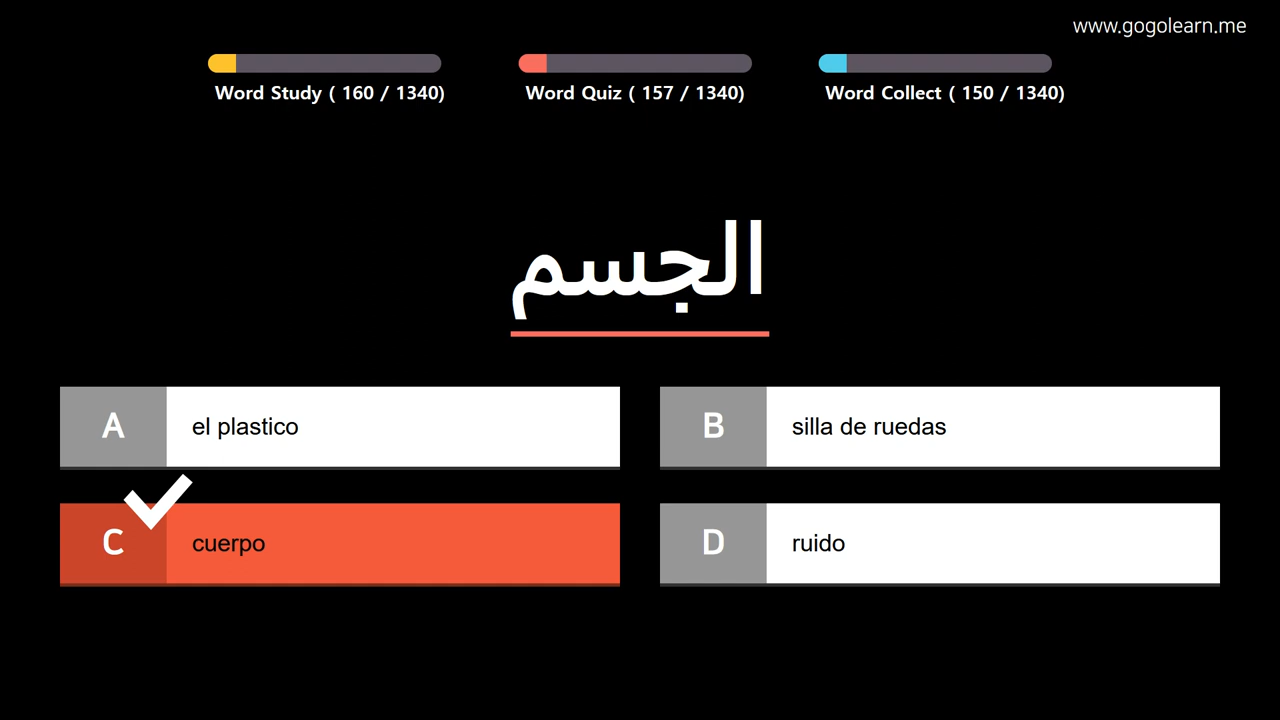 www.gogolearn.me
Word Study ( 160 / 1340)
Word Quiz ( 157 / 1340)
Word Collect ( 150 / 1340)
الجسم
A el plastico
B silla de ruedas
C cuerpo
D ruido